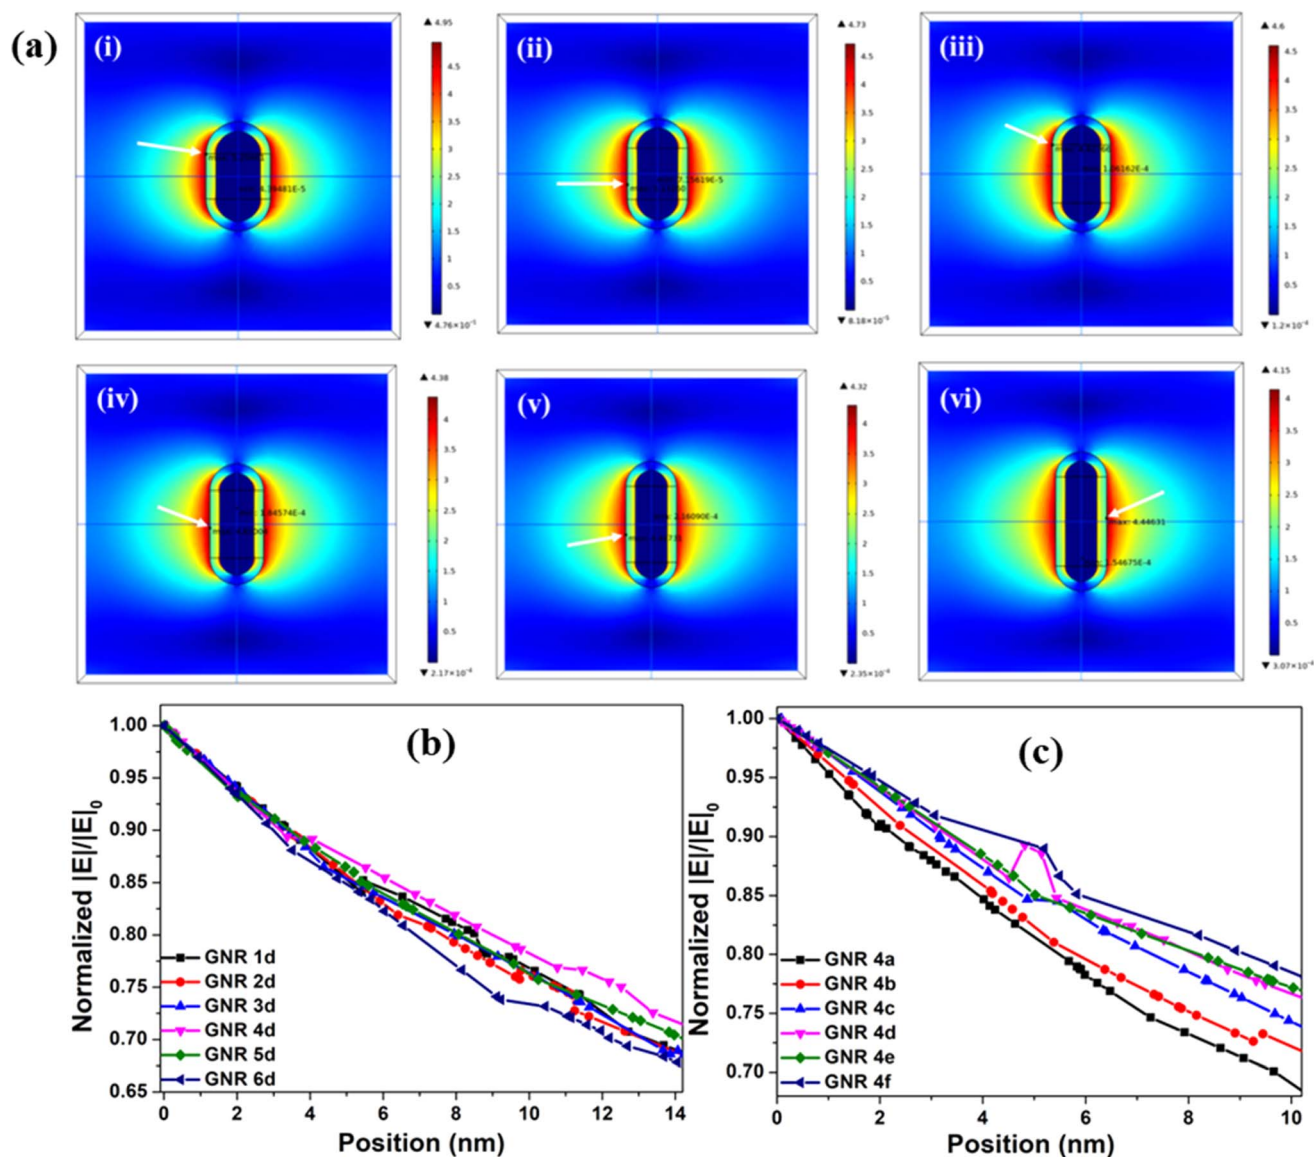 (a)
(i)
▲ 4.95
4.5
4
3.5
3
2.5
2
1.5
1
0.5
(ii)
▲ 4.73
4.5
4
3.5
3
2.5
2
1.5
1
0.5
▼ 8.18×10⁻⁵
(iii)
▲ 4.6
4.5
4
3.5
3
2.5
2
1.5
1
0.5
▼ 1.2×10⁻⁴
1.06162E-4
(iv)
▲ 4.38
4
3.5
3
2.5
2
1.5
1
0.5
▼ 2.17×10⁻⁴
(v)
▲ 4.32
4
3.5
3
2.5
2
1.5
1
0.5
▼ 2.35×10⁻⁴
(vi)
▲ 4.15
4
3.5
3
2.5
2
1.5
1
0.5
▼ 3.07×10⁻⁴
max: 4.44631
(b)
Normalized |E|/|E|₀
1.00
0.95
0.90
0.85
0.80
0.75
0.70
0.65
GNR 1d
GNR 2d
GNR 3d
GNR 4d
GNR 5d
GNR 6d
0 2 4 6 8 10 12 14
Position (nm)
(c)
Normalized |E|/|E|₀
1.00
0.95
0.90
0.85
0.80
0.75
0.70
GNR 4a
GNR 4b
GNR 4c
GNR 4d
GNR 4e
GNR 4f
0 2 4 6 8 10
Position (nm)